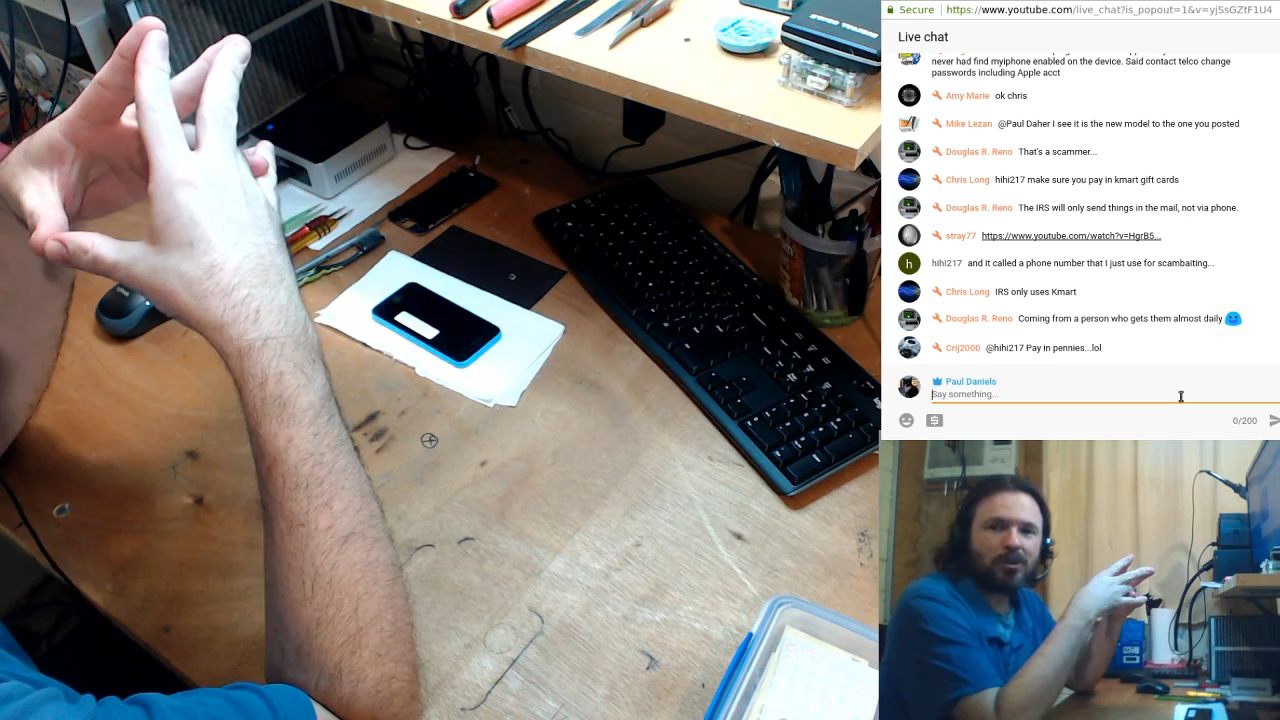 Secure https://www.youtube.com/live_chat?is_popout=1&v=yjSsGZtF1U4
Live chat
never had find myiphone enabled on the device. Said contact telco change
passwords including Apple acct
Amy Marie ok chris
Mike Lezan @Paul Daher I see it is the new model to the one you posted
Douglas R. Reno That's a scammer...
Chris Long hihi217 make sure you pay in kmart gift cards
Douglas R. Reno The IRS will only send things in the mail, not via phone.
stray77 https://www.youtube.com/watch?v=HgrB5...
h hihi217 and it called a phone number that I just use for scambaiting...
Chris Long IRS only uses Kmart
Douglas R. Reno Coming from a person who gets them almost daily
Crij2000 @hihi217 Pay in pennies...lol
Paul Daniels
Say something...
0/200